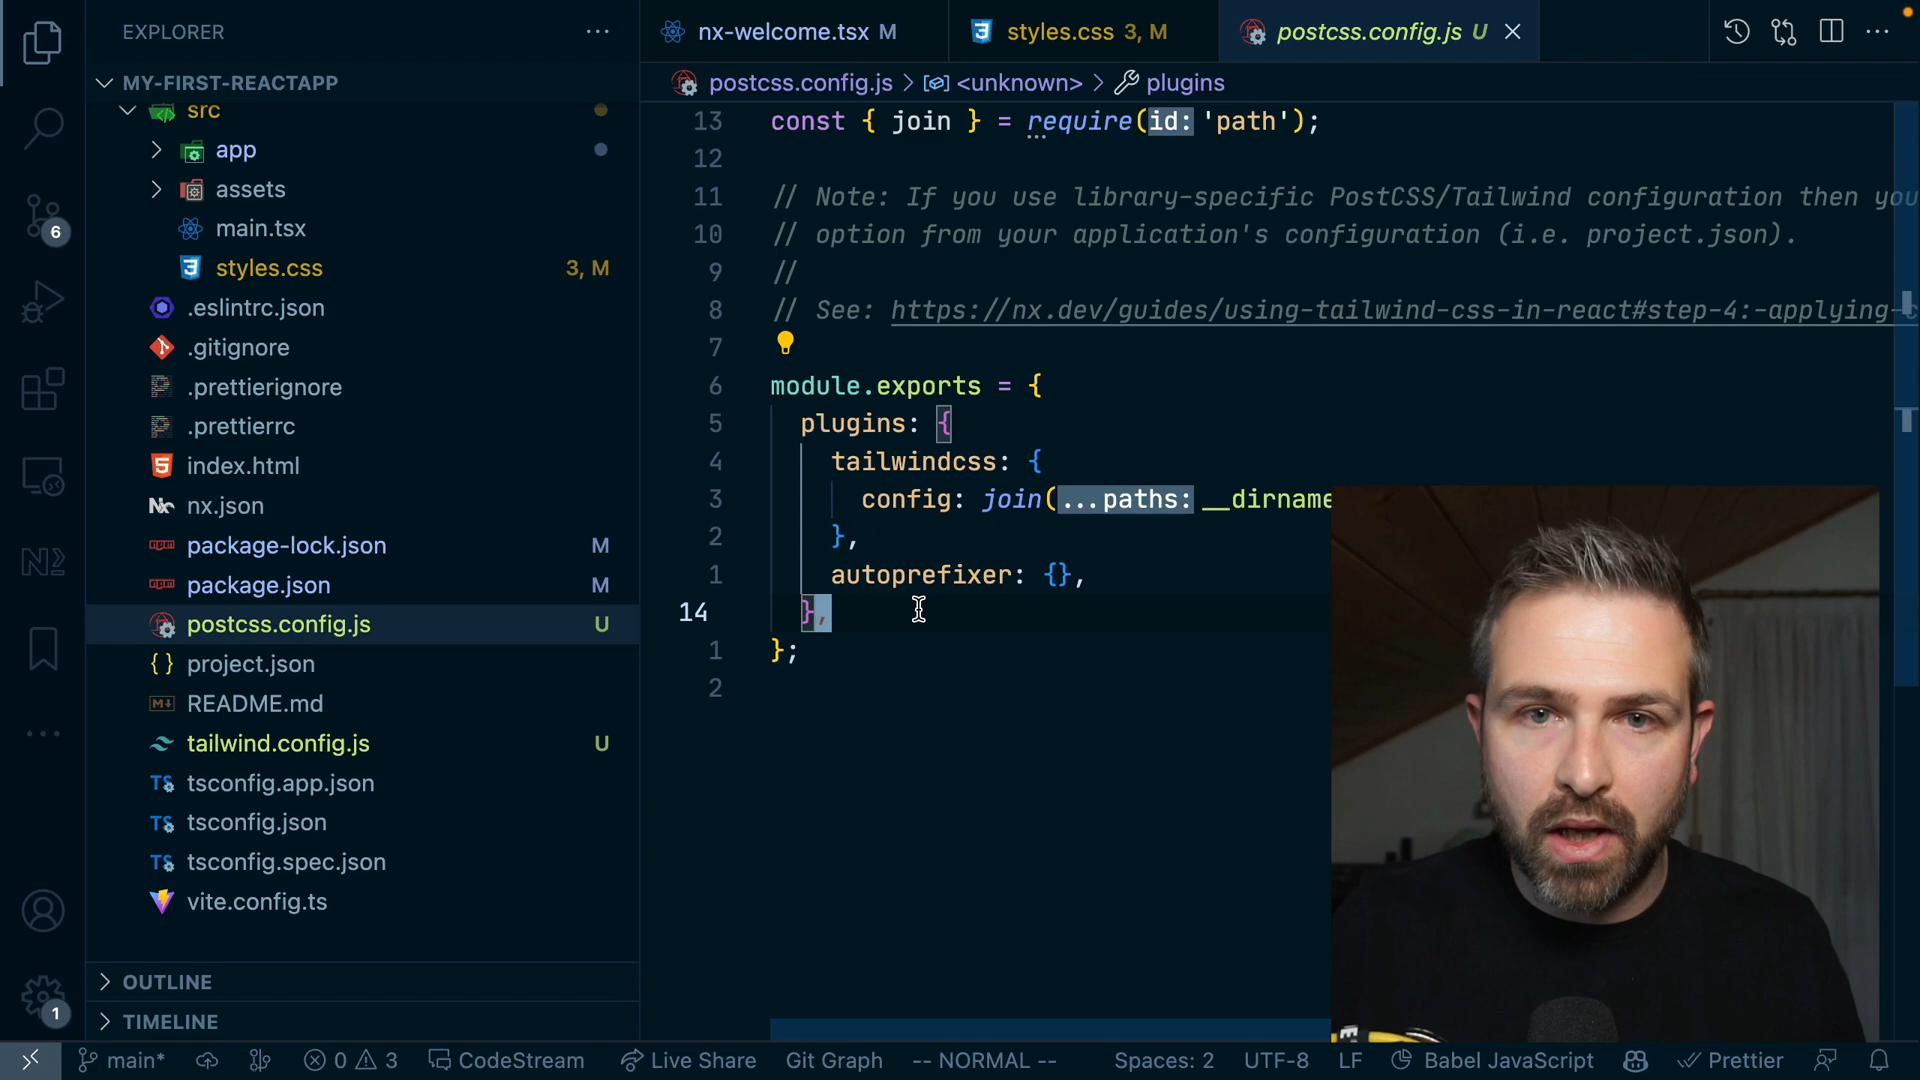 EXPLORER
MY-FIRST-REACTAPP
src
app
assets
main.tsx
styles.css 3, M
.eslintrc.json
.gitignore
.prettierignore
.prettierrc
index.html
nx.json
package-lock.json M
package.json M
postcss.config.js U
project.json
README.md
tailwind.config.js U
tsconfig.app.json
tsconfig.json
tsconfig.spec.json
vite.config.ts
OUTLINE
TIMELINE
6
1
nx-welcome.tsx M
styles.css 3, M
postcss.config.js U
postcss.config.js > <unknown> > plugins
13 const { join } = require(id: 'path');
12
11 // Note: If you use library-specific PostCSS/Tailwind configuration then you
10 // option from your application's configuration (i.e. project.json).
9 //
8 // See: https://nx.dev/guides/using-tailwind-css-in-react#step-4:-applying-c
7
6 module.exports = {
5 plugins: {
4 tailwindcss: {
3 config: join(...paths: __dirname
2 },
1 autoprefixer: {},
14 },
1 };
2
main* 0 3 CodeStream Live Share Git Graph -- NORMAL -- Spaces: 2 UTF-8 LF Babel JavaScript Prettier